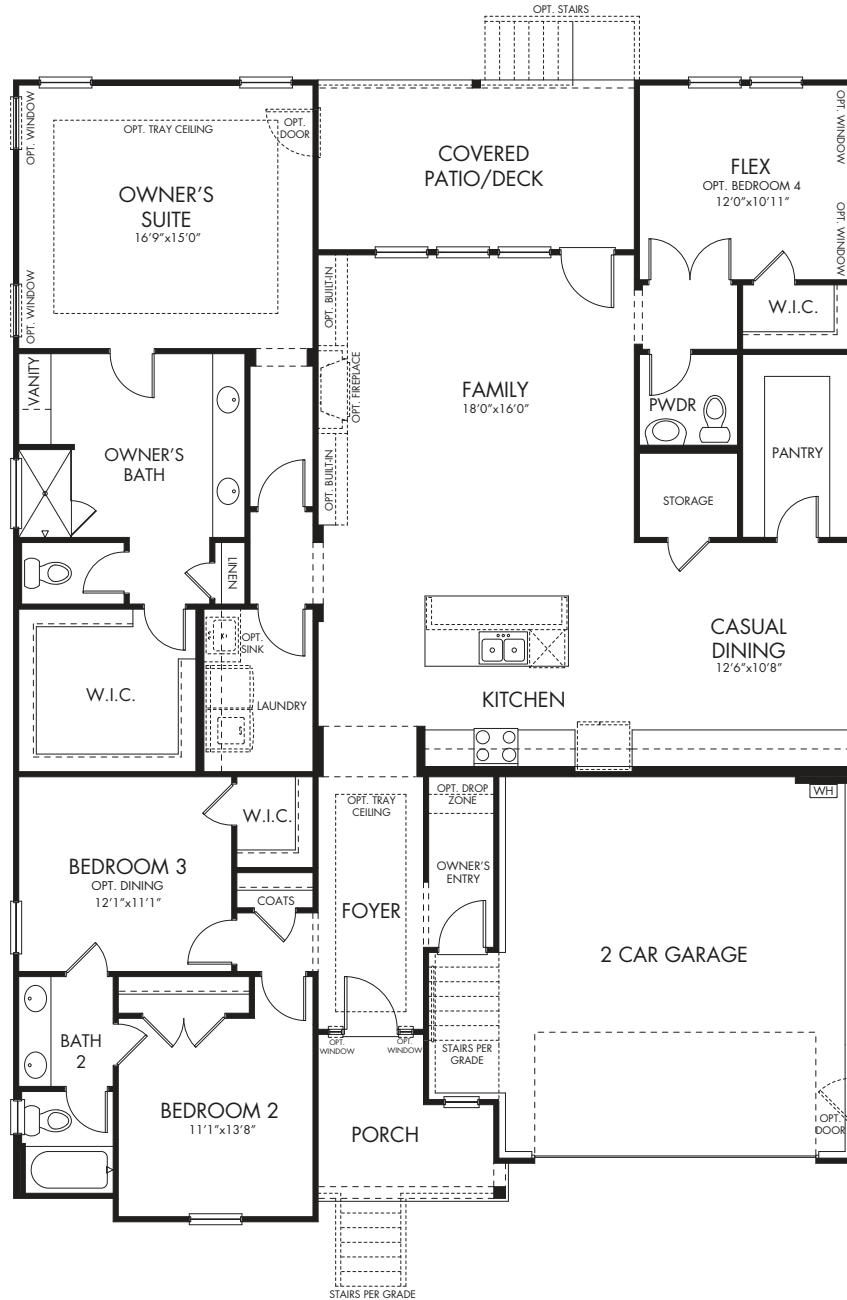 OPT. STAIRS
OPT. WINDOW
OPT. TRAY CEILING
OPT.
DOOR
OWNER'S
SUITE
16'9"x15'0"
OPT. WINDOW
COVERED
PATIO/DECK
FLEX
OPT. BEDROOM 4
12'0"x10'11"
OPT. WINDOW
OPT. WINDOW
W.I.C.
VANITY
OWNER'S
BATH
LINEN
OPT. BUILT-IN
OPT. FIREPLACE
OPT. BUILT-IN
FAMILY
18'0"x16'0"
PWDR
PANTRY
STORAGE
W.I.C.
OPT.
SINK
LAUNDRY
S
KITCHEN
CASUAL
DINING
12'6"x10'8"
WH
BEDROOM 3
OPT. DINING
12'1"x11'1"
W.I.C.
COATS
OPT. TRAY
CEILING
FOYER
OPT. DROP
ZONE
OWNER'S
ENTRY
2 CAR GARAGE
BATH
2
BEDROOM 2
11'1"x13'8"
OPT.
WINDOW
OPT.
WINDOW
STAIRS PER
GRADE
PORCH
OPT.
DOOR
STAIRS PER GRADE